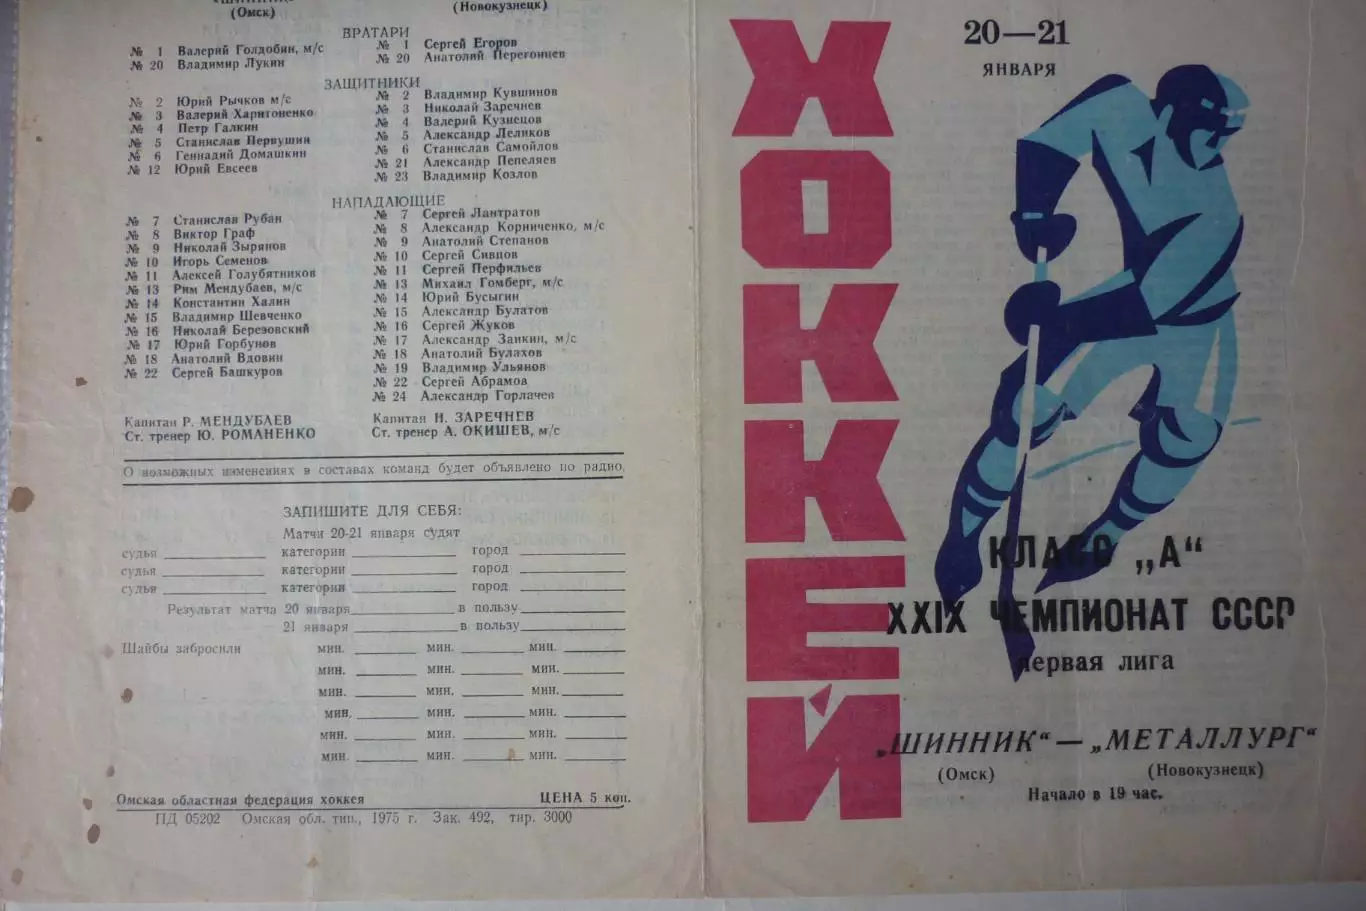 (Омск) (Новокузнецк)
ВРАТАРИ
№ 1 Валерий Голдобин, м/с № 1 Сергей Егоров
№ 20 Владимир Лукин № 20 Анатолий Перегонцев
ЗАЩИТНИКИ
№ 2 Юрий Рычков м/с № 2 Владимир Кувшинов
№ 3 Валерий Харитоненко № 3 Николай Заречнев
№ 4 Петр Галкин № 4 Валерий Кузнецов
№ 5 Станислав Первушин № 5 Александр Леликов
№ 6 Геннадий Домашкин № 6 Станислав Самойлов
№ 12 Юрий Евсеев № 21 Александр Пепеляев
№ 23 Владимир Козлов
НАПАДАЮЩИЕ
№ 7 Станислав Рубан № 7 Сергей Лантратов
№ 8 Виктор Граф № 8 Александр Корниченко, м/с
№ 9 Николай Зырянов № 9 Анатолий Степанов
№ 10 Игорь Семенов № 10 Сергей Сивцов
№ 11 Алексей Голубятников № 11 Сергей Перфильев
№ 13 Рим Мендубаев, м/с № 13 Михаил Гомберг, м/с
№ 14 Константин Халин № 14 Юрий Бусыгин
№ 15 Владимир Шевченко № 15 Александр Булатов
№ 16 Николай Березовский № 16 Сергей Жуков
№ 17 Юрий Горбунов № 17 Александр Заикин, м/с
№ 18 Анатолий Вдовин № 18 Анатолий Булахов
№ 22 Сергей Башкуров № 19 Владимир Ульянов
№ 22 Сергей Абрамов
№ 24 Александр Горлачев
Капитан Р. МЕНДУБАЕВ Капитан Н. ЗАРЕЧНЕВ
Ст. тренер Ю. РОМАНЕНКО Ст. тренер А. ОКИШЕВ, м/с
О возможных изменениях в составах команд будет объявлено по радио.
ЗАПИШИТЕ ДЛЯ СЕБЯ:
Матчи 20-21 января судят
судья категории город
судья категории город
судья категории город
Результат матча 20 января в пользу
21 января в пользу
Шайбы забросили мин. мин. мин.
мин. мин. мин.
мин. мин. мин.
мин. мин. мин.
мин. мин. мин.
мин. мин. мин.
Омская областная федерация хоккея ЦЕНА 5 коп.
ПД 05202 Омская обл. тип., 1975 г. Зак. 492, тир. 3000
ХОККЕЙ
20—21
ЯНВАРЯ
КЛАСС „А“
XXIX ЧЕМПИОНАТ СССР
первая лига
„ШИННИК“ — „МЕТАЛЛУРГ“
(Омск) (Новокузнецк)
Начало в 19 час.